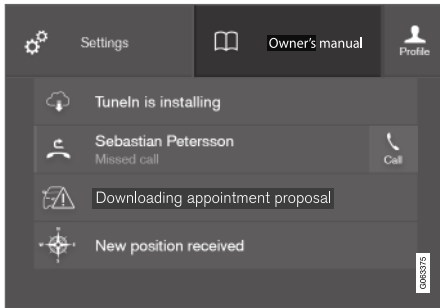 Settings
Owner's manual
Profile
TuneIn is installing
Sebastian Petersson
Missed call
Call
Downloading appointment proposal
New position received
G063375